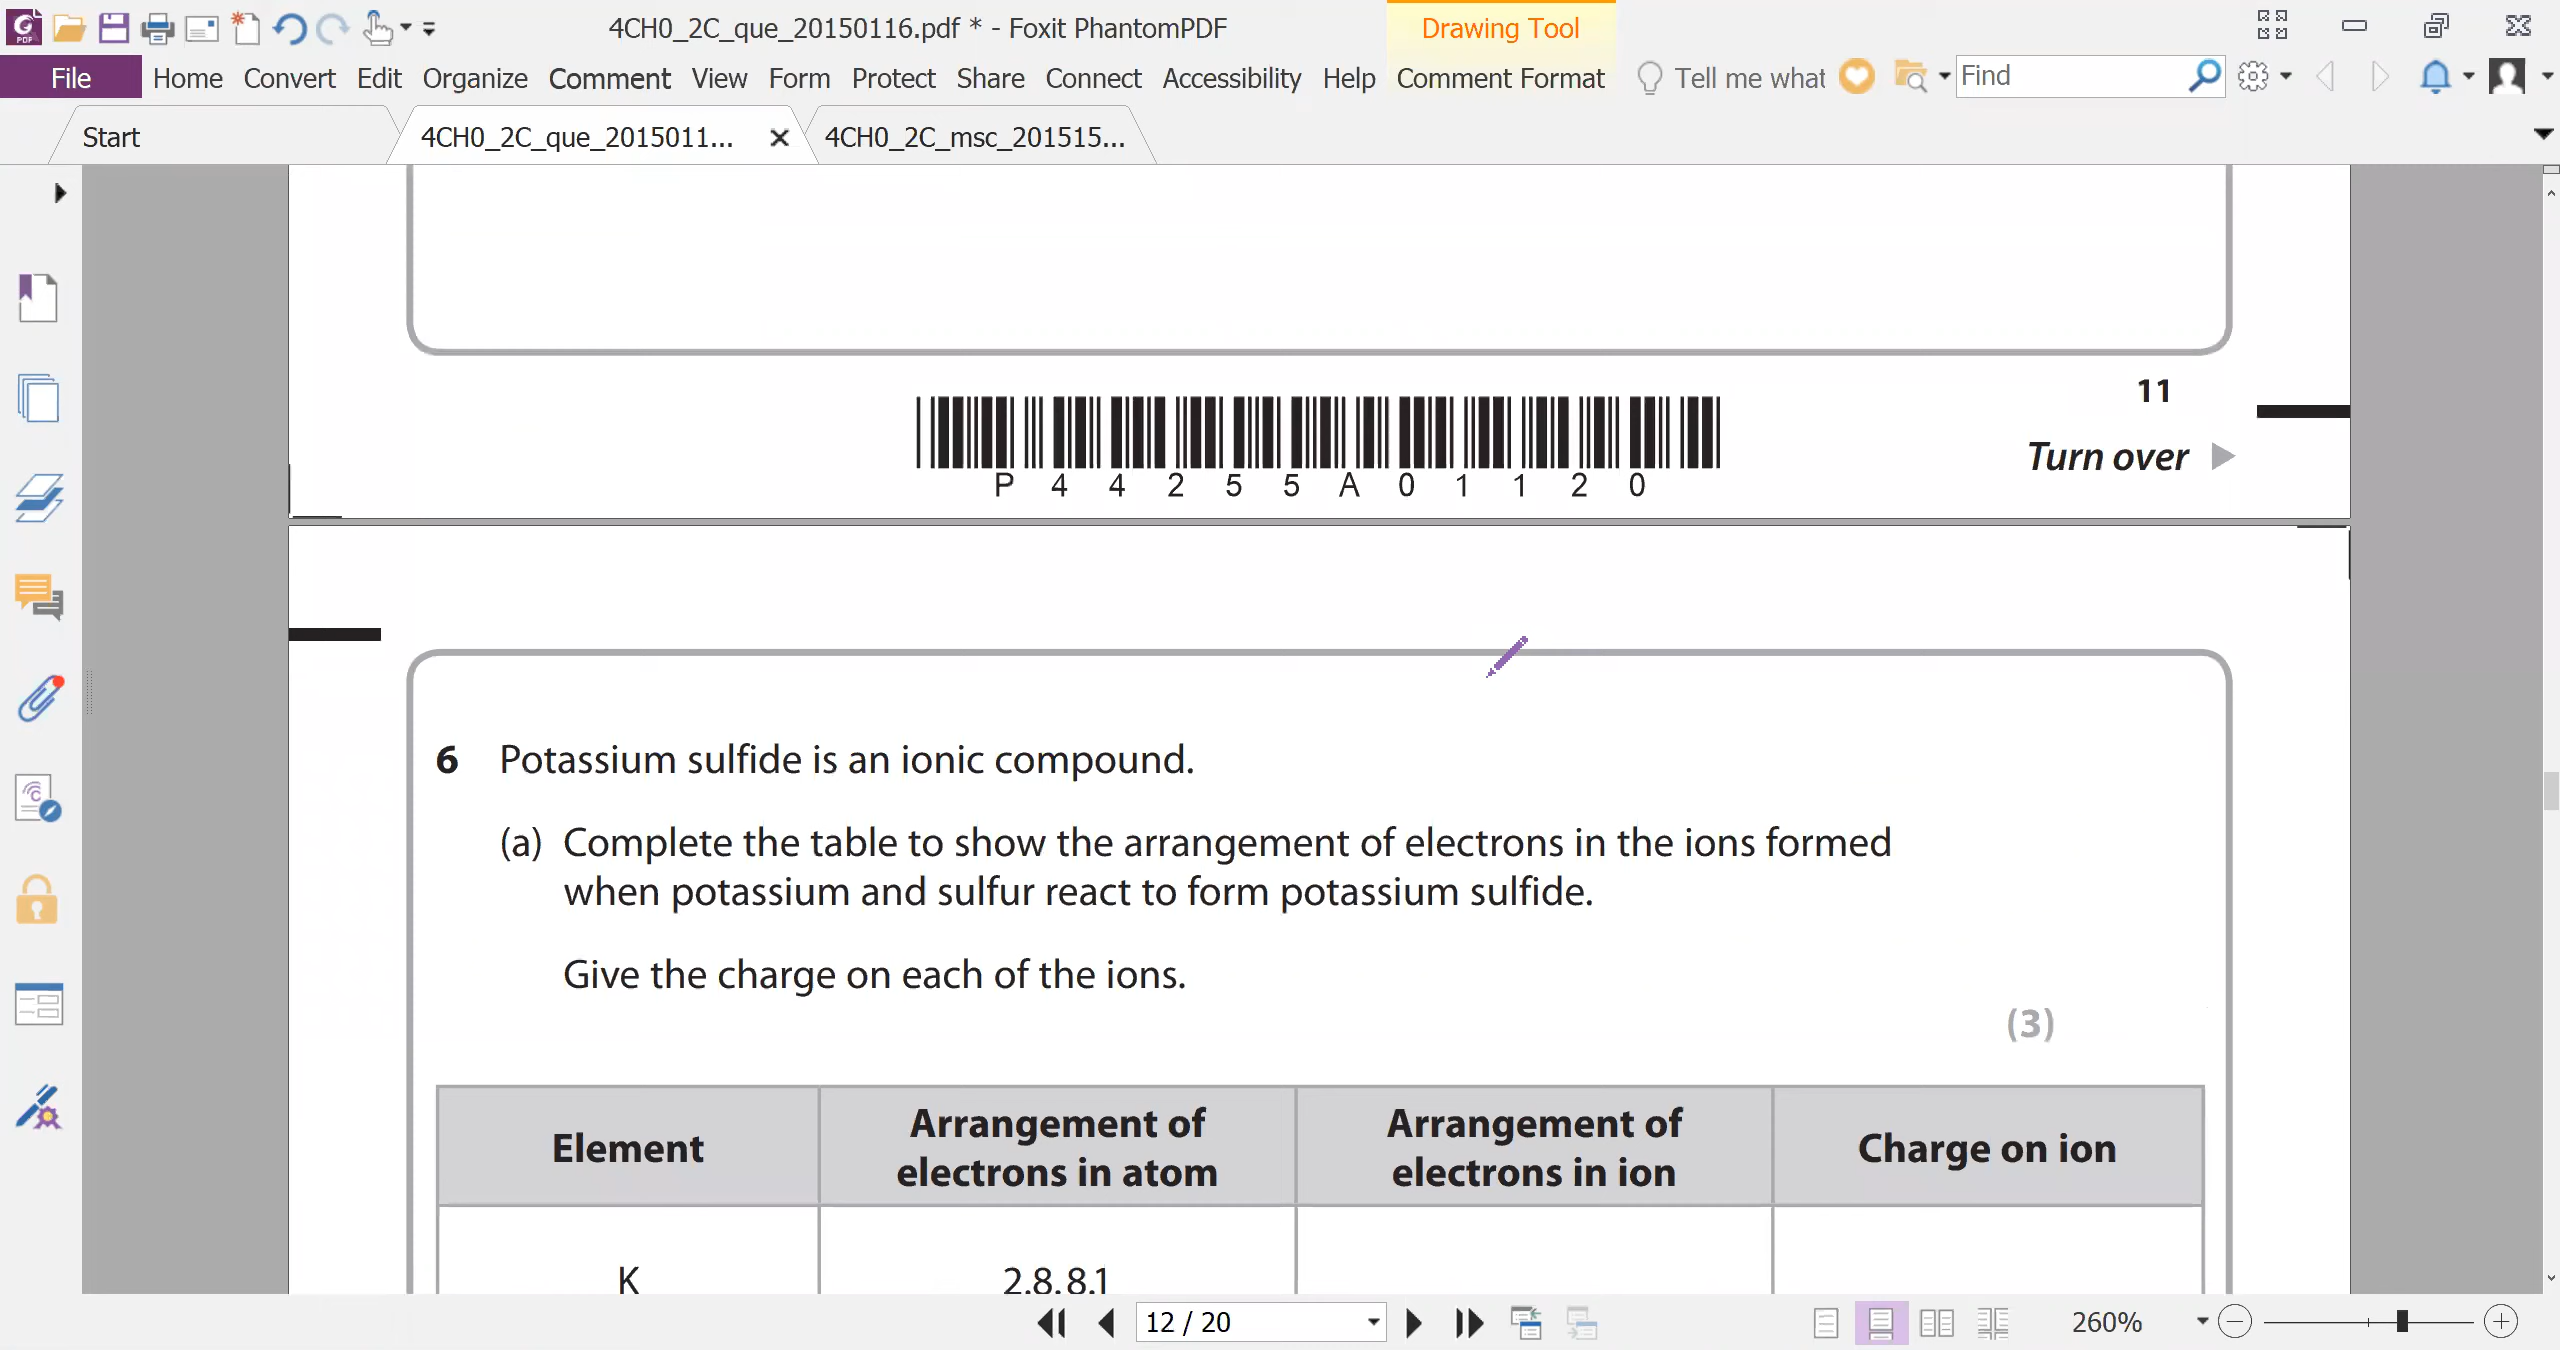 4CH0_2C_que_20150116.pdf * - Foxit PhantomPDF
Drawing Tool
File Home Convert Edit Organize Comment View Form Protect Share Connect Accessibility Help Comment Format Tell me what Find
Start 4CH0_2C_que_2015011... 4CH0_2C_msc_201515...
11
P 4 4 2 5 5 A 0 1 1 2 0
Turn over
6 Potassium sulfide is an ionic compound.
(a) Complete the table to show the arrangement of electrons in the ions formed
when potassium and sulfur react to form potassium sulfide.
Give the charge on each of the ions.
(3)
Element
Arrangement of
electrons in atom
Arrangement of
electrons in ion
Charge on ion
K 2.8.8.1
12 / 20
260%